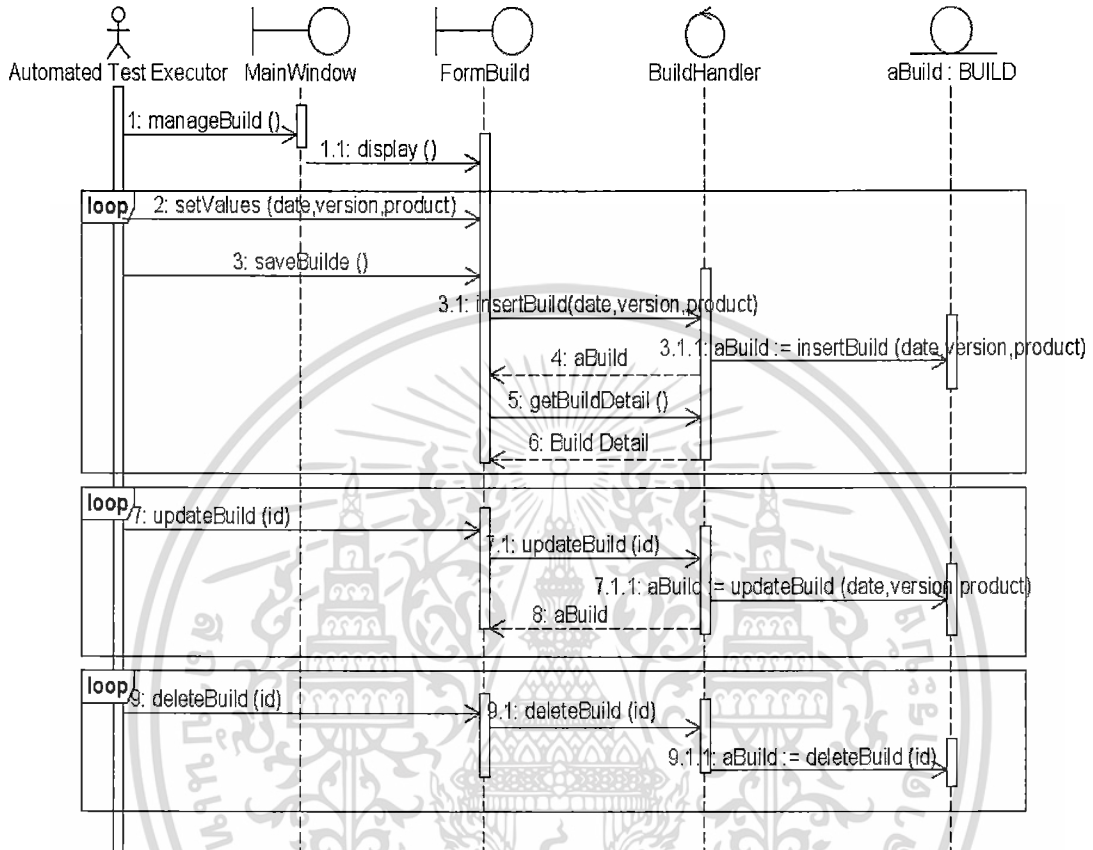 Automated Test Executor
MainWindow
FormBuild
BuildHandler
aBuild : BUILD
1: manageBuild ()
1.1: display ()
loop
2: setValues (date,version,product)
3: saveBuilde ()
3.1: insertBuild(date,version,product)
3.1.1: aBuild := insertBuild (date,version,product)
4: aBuild
5: getBuildDetail ()
6: Build Detail
loop
7: updateBuild (id)
7.1: updateBuild (id)
7.1.1: aBuild := updateBuild (date,version,product)
8: aBuild
loop
9: deleteBuild (id)
9.1: deleteBuild (id)
9.1.1: aBuild := deleteBuild (id)